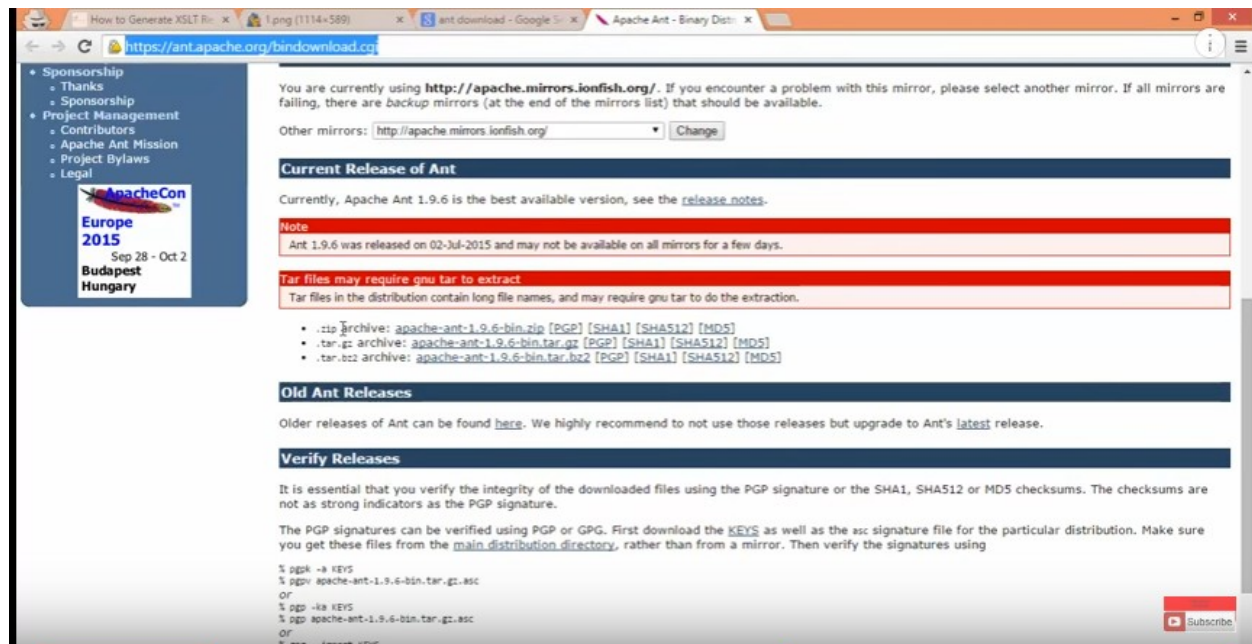 How to Generate XSLT Re
1.png (1114×589)
ant download - Google S
Apache Ant - Binary Dist
https://ant.apache.org/bindownload.cgi
Sponsorship
Thanks
Sponsorship
Project Management
Contributors
Apache Ant Mission
Project Bylaws
Legal
ApacheCon
Europe
2015
Sep 28 - Oct 2
Budapest
Hungary
You are currently using http://apache.mirrors.ionfish.org/. If you encounter a problem with this mirror, please select another mirror. If all mirrors are
failing, there are backup mirrors (at the end of the mirrors list) that should be available.
Other mirrors: http://apache.mirrors.ionfish.org/ Change
Current Release of Ant
Currently, Apache Ant 1.9.6 is the best available version, see the release notes.
Note
Ant 1.9.6 was released on 02-Jul-2015 and may not be available on all mirrors for a few days.
Tar files may require gnu tar to extract
Tar files in the distribution contain long file names, and may require gnu tar to do the extraction.
.zip archive: apache-ant-1.9.6-bin.zip [PGP] [SHA1] [SHA512] [MD5]
.tar.gz archive: apache-ant-1.9.6-bin.tar.gz [PGP] [SHA1] [SHA512] [MD5]
.tar.bz2 archive: apache-ant-1.9.6-bin.tar.bz2 [PGP] [SHA1] [SHA512] [MD5]
Old Ant Releases
Older releases of Ant can be found here. We highly recommend to not use those releases but upgrade to Ant's latest release.
Verify Releases
It is essential that you verify the integrity of the downloaded files using the PGP signature or the SHA1, SHA512 or MD5 checksums. The checksums are
not as strong indicators as the PGP signature.
The PGP signatures can be verified using PGP or GPG. First download the KEYS as well as the asc signature file for the particular distribution. Make sure
you get these files from the main distribution directory, rather than from a mirror. Then verify the signatures using
% pgpk -a KEYS
% pgpv apache-ant-1.9.6-bin.tar.gz.asc
or
% pgp -ka KEYS
% pgp apache-ant-1.9.6-bin.tar.gz.asc
or
Subscribe